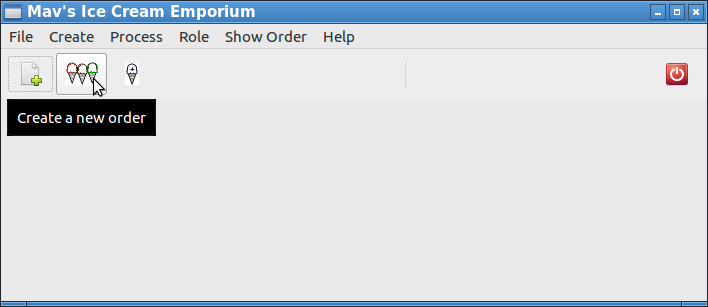 Mav's Ice Cream Emporium
File Create Process Role Show Order Help
Create a new order